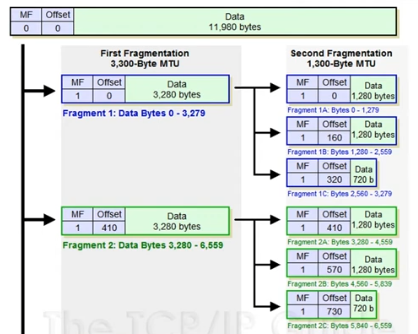 MF Offset Data
0 0 11,980 bytes
First Fragmentation
3,300-Byte MTU
Second Fragmentation
1,300-Byte MTU
MF Offset Data
1 0 3,280 bytes
Fragment 1: Data Bytes 0 - 3,279
MF Offset Data
1 0 1,280 bytes
Fragment 1A: Bytes 0 - 1,279
MF Offset Data
1 160 1,280 bytes
Fragment 1B: Bytes 1,280 - 2,559
MF Offset Data
1 320 720 b
Fragment 1C: Bytes 2,560 - 3,279
MF Offset Data
1 410 3,280 bytes
Fragment 2: Data Bytes 3,280 - 6,559
MF Offset Data
1 410 1,280 bytes
Fragment 2A: Bytes 3,280 - 4,559
MF Offset Data
1 570 1,280 bytes
Fragment 2B: Bytes 4,560 - 5,839
MF Offset Data
1 730 720 b
Fragment 2C: Bytes 5,840 - 6,559
The TCP/IP Guide